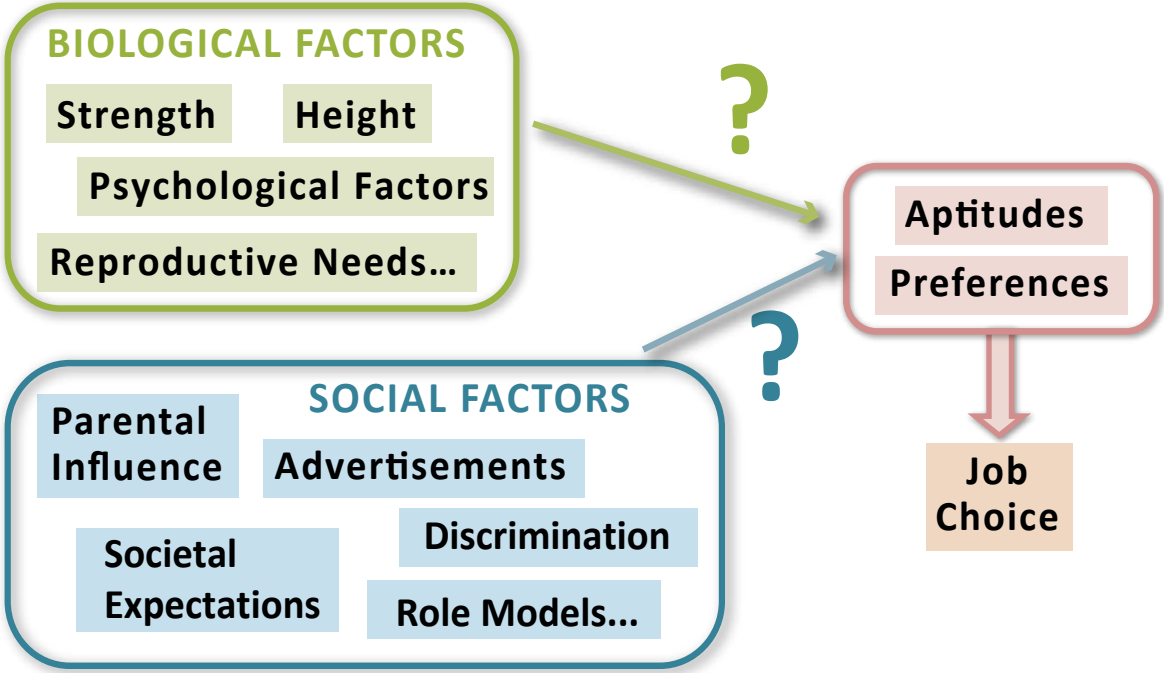 BIOLOGICAL FACTORS
Strength
Height
Psychological Factors
Reproductive Needs…
?
Aptitudes
Preferences
?
SOCIAL FACTORS
Parental
Influence
Advertisements
Discrimination
Societal
Expectations
Role Models...
Job
Choice